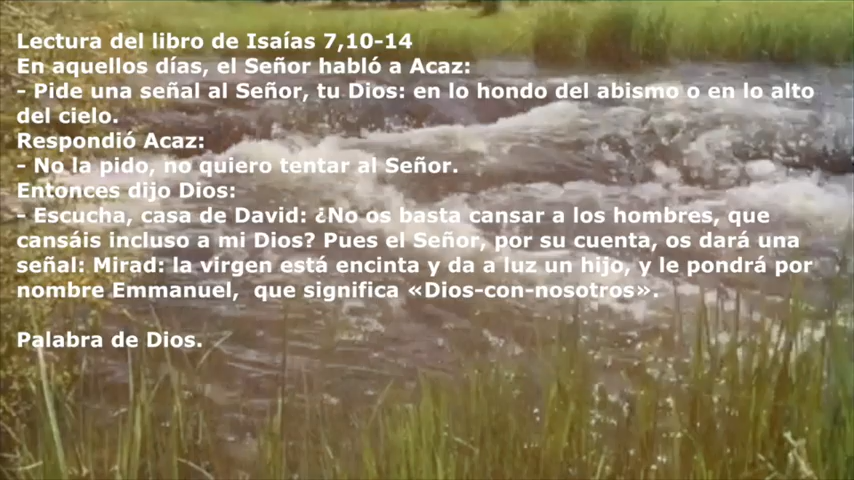 Lectura del libro de Isaías 7,10-14
En aquellos días, el Señor habló a Acaz:
- Pide una señal al Señor, tu Dios: en lo hondo del abismo o en lo alto
del cielo.
Respondió Acaz:
- No la pido, no quiero tentar al Señor.
Entonces dijo Dios:
- Escucha, casa de David: ¿No os basta cansar a los hombres, que
cansáis incluso a mi Dios? Pues el Señor, por su cuenta, os dará una
señal: Mirad: la virgen está encinta y da a luz un hijo, y le pondrá por
nombre Emmanuel,  que significa «Dios-con-nosotros».
Palabra de Dios.